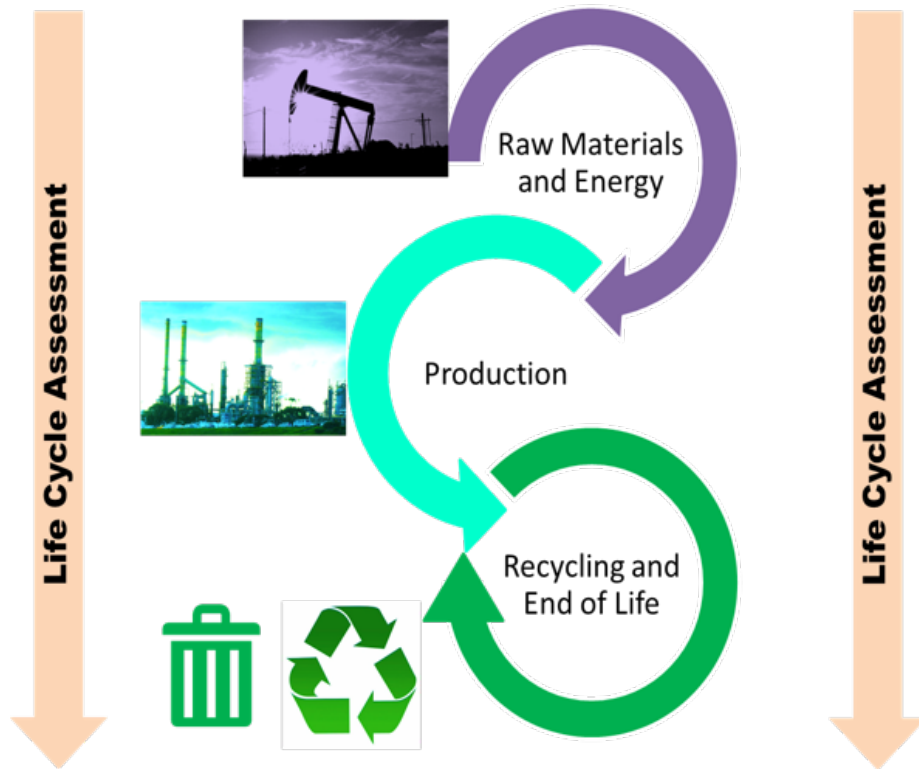 Life Cycle Assessment
Raw Materials
and Energy
Production
Recycling and
End of Life
Life Cycle Assessment